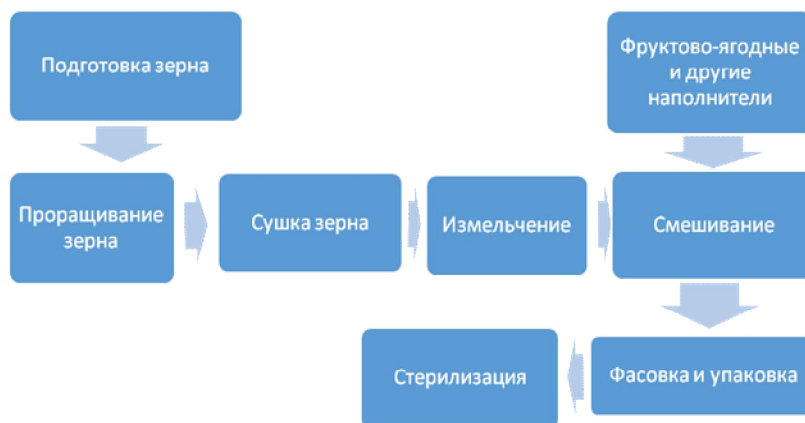 Подготовка зерна
Фруктово-ягодные
и другие
наполнители
Проращивание
зерна
Сушка зерна
Измельчение
Смешивание
Стерилизация
Фасовка и упаковка